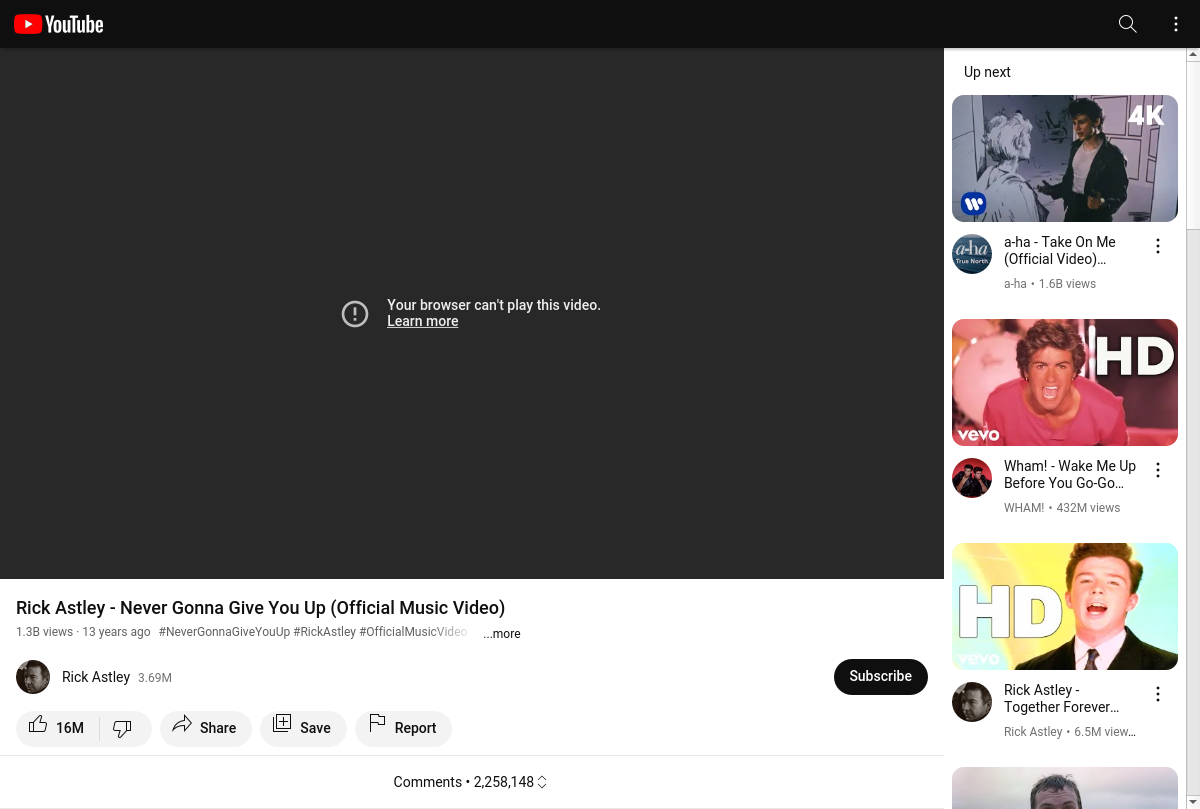 YouTube
Your browser can't play this video.
Learn more
Rick Astley - Never Gonna Give You Up (Official Music Video)
1.3B views · 13 years ago #NeverGonnaGiveYouUp #RickAstley #OfficialMusicVideo ...more
Rick Astley 3.69M
Subscribe
16M
Share
Save
Report
Comments • 2,258,148
Up next
4K
a-ha
True North
a-ha - Take On Me
(Official Video)…
a-ha • 1.6B views
HD
vevo
Wham! - Wake Me Up
Before You Go-Go…
WHAM! • 432M views
HD
vevo
Rick Astley -
Together Forever…
Rick Astley • 6.5M view…